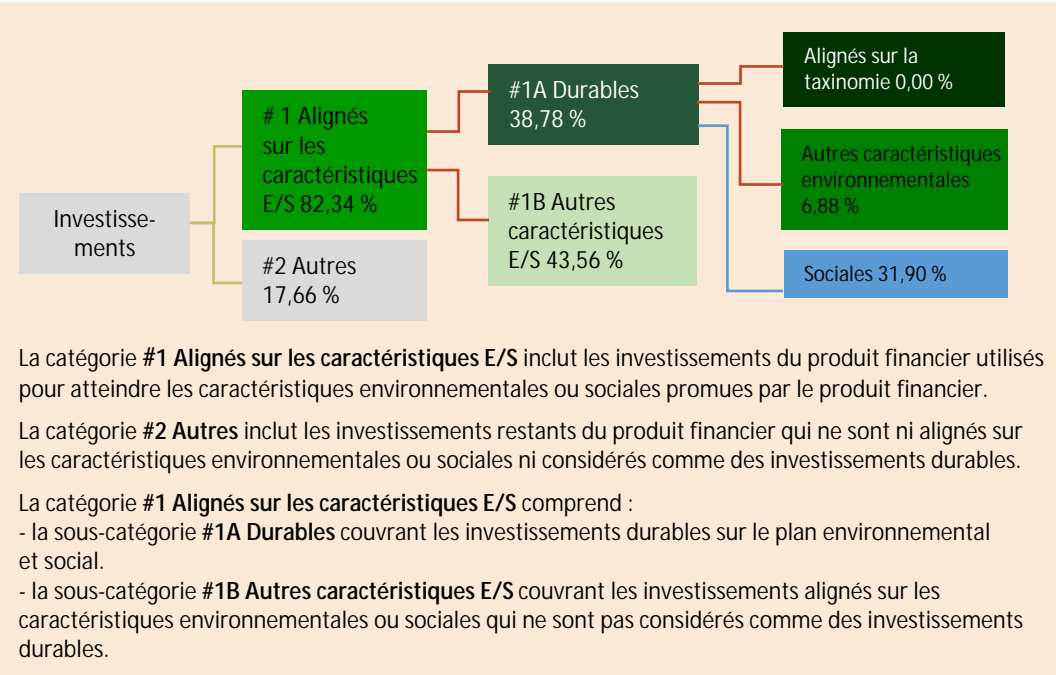 Investisse-
ments
# 1 Alignés
sur les
caractéristiques
E/S 82,34 %
#2 Autres
17,66 %
#1A Durables
38,78 %
#1B Autres
caractéristiques
E/S 43,56 %
Alignés sur la
taxinomie 0,00 %
Autres caractéristiques
environnementales
6,88 %
Sociales 31,90 %
La catégorie #1 Alignés sur les caractéristiques E/S inclut les investissements du produit financier utilisés
pour atteindre les caractéristiques environnementales ou sociales promues par le produit financier.
La catégorie #2 Autres inclut les investissements restants du produit financier qui ne sont ni alignés sur
les caractéristiques environnementales ou sociales ni considérés comme des investissements durables.
La catégorie #1 Alignés sur les caractéristiques E/S comprend :
- la sous-catégorie #1A Durables couvrant les investissements durables sur le plan environnemental
et social.
- la sous-catégorie #1B Autres caractéristiques E/S couvrant les investissements alignés sur les
caractéristiques environnementales ou sociales qui ne sont pas considérés comme des investissements
durables.